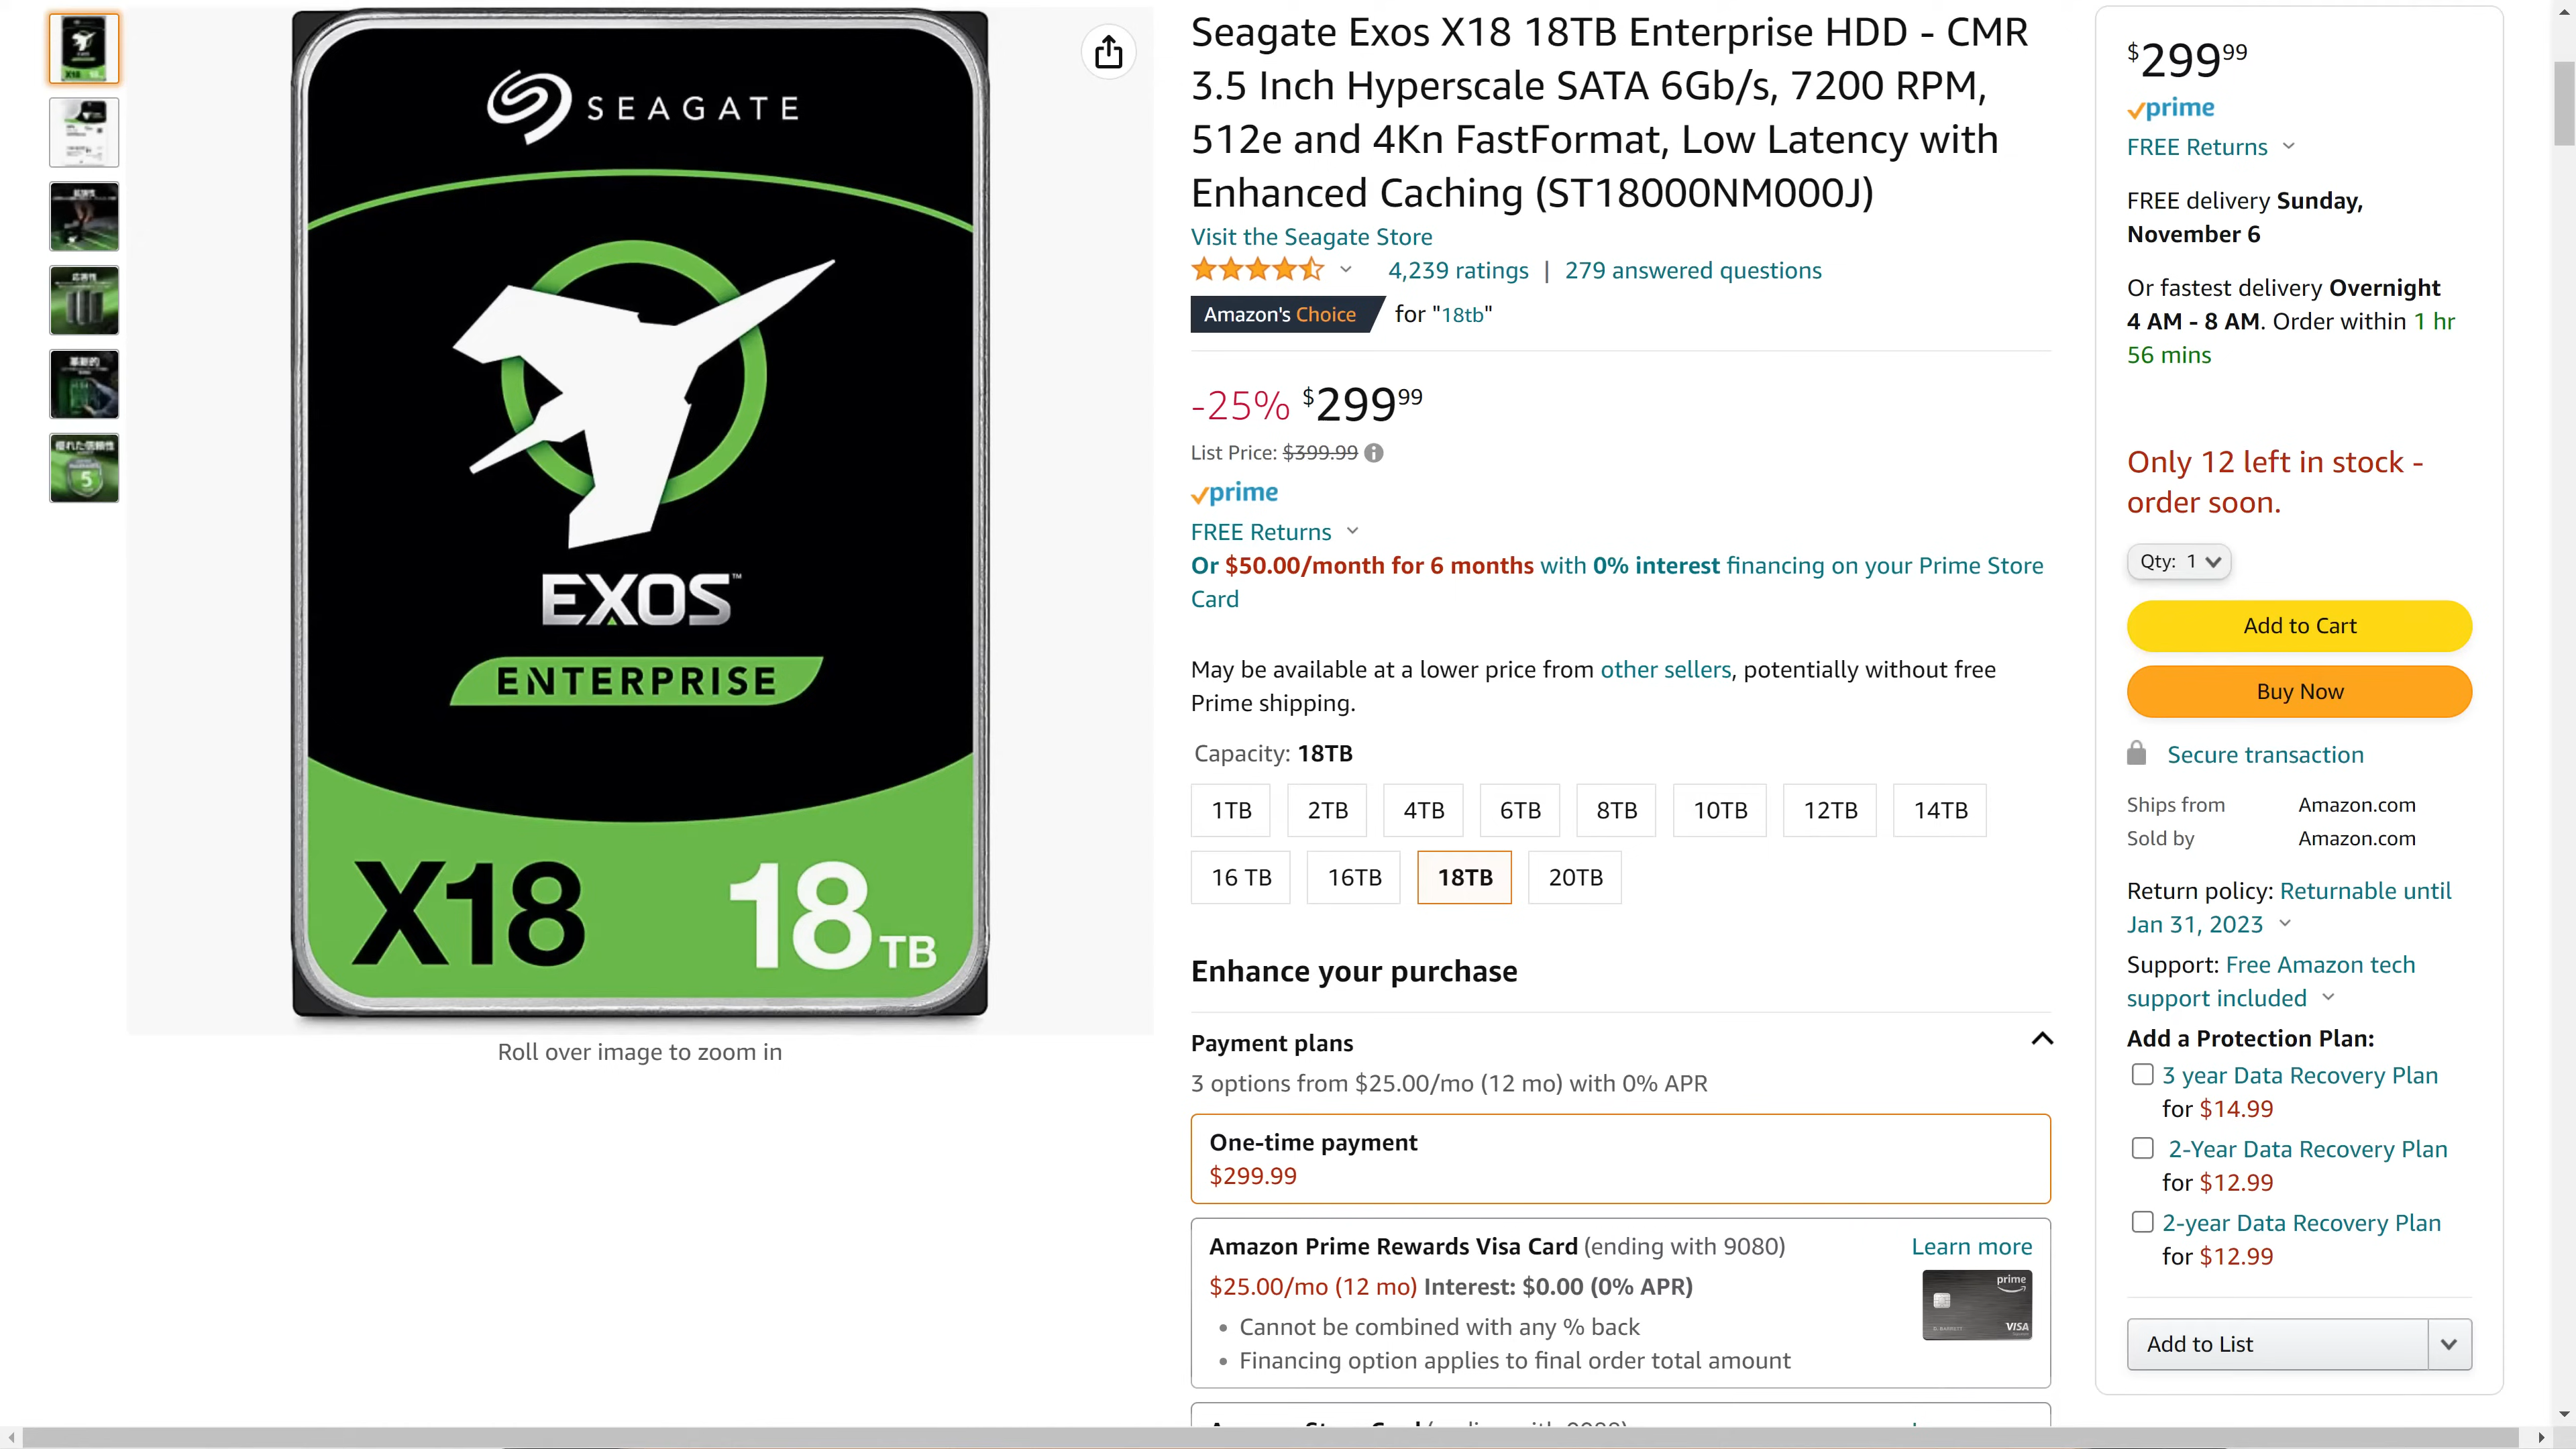 SEAGATE
EXOS™
ENTERPRISE
X18
18TB
Roll over image to zoom in
Seagate Exos X18 18TB Enterprise HDD - CMR
3.5 Inch Hyperscale SATA 6Gb/s, 7200 RPM,
512e and 4Kn FastFormat, Low Latency with
Enhanced Caching (ST18000NM000J)
Visit the Seagate Store
4,239 ratings | 279 answered questions
Amazon's Choice for "18tb"
-25% $299.99
List Price: $399.99
prime
FREE Returns
Or $50.00/month for 6 months with 0% interest financing on your Prime Store
Card
May be available at a lower price from other sellers, potentially without free
Prime shipping.
Capacity: 18TB
1TB 2TB 4TB 6TB 8TB 10TB 12TB 14TB
16 TB 16TB 18TB 20TB
Enhance your purchase
Payment plans
3 options from $25.00/mo (12 mo) with 0% APR
One-time payment
$299.99
Amazon Prime Rewards Visa Card (ending with 9080) Learn more
$25.00/mo (12 mo) Interest: $0.00 (0% APR)
Cannot be combined with any % back
Financing option applies to final order total amount
prime
VISA
$299.99
prime
FREE Returns
FREE delivery Sunday,
November 6
Or fastest delivery Overnight
4 AM - 8 AM. Order within 1 hr
56 mins
Only 12 left in stock -
order soon.
Qty: 1
Add to Cart
Buy Now
Secure transaction
Ships from Amazon.com
Sold by Amazon.com
Return policy: Returnable until
Jan 31, 2023
Support: Free Amazon tech
support included
Add a Protection Plan:
3 year Data Recovery Plan
for $14.99
2-Year Data Recovery Plan
for $12.99
2-year Data Recovery Plan
for $12.99
Add to List